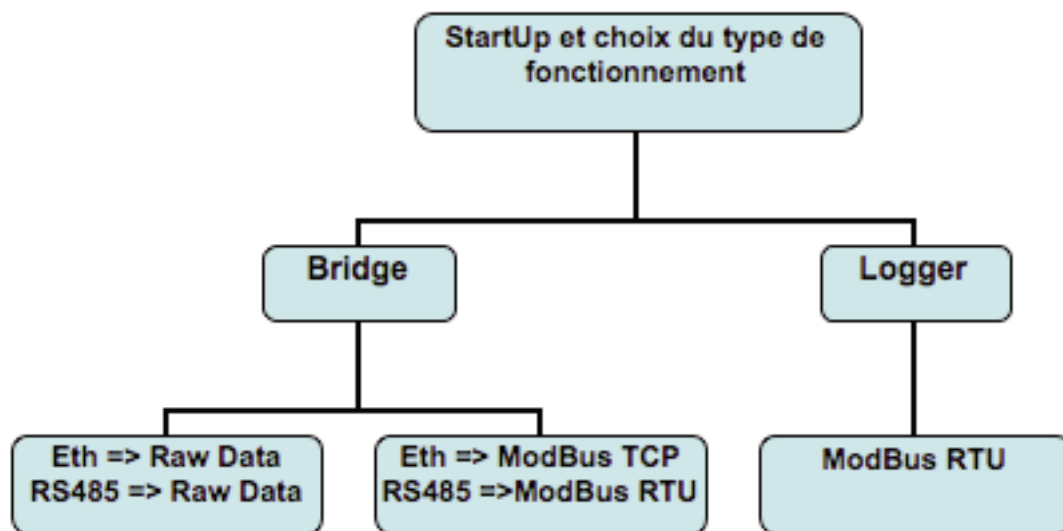 StartUp et choix du type de
fonctionnement
Bridge
Logger
Eth => Raw Data
RS485 => Raw Data
Eth => ModBus TCP
RS485 =>ModBus RTU
ModBus RTU